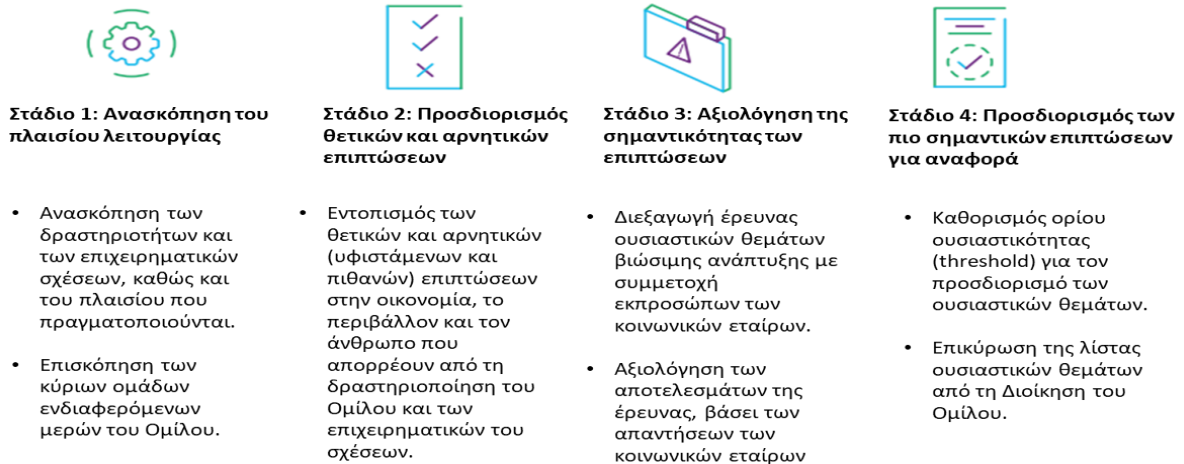 Στάδιο 1: Ανασκόπηση του
πλαισίου λειτουργίας
• Ανασκόπηση των
δραστηριοτήτων και
των επιχειρηματικών
σχέσεων, καθώς και
του πλαισίου που
πραγματοποιούνται.
• Επισκόπηση των
κύριων ομάδων
ενδιαφερόμενων
μερών του Ομίλου.
Στάδιο 2: Προσδιορισμός
θετικών και αρνητικών
επιπτώσεων
• Εντοπισμός των
θετικών και αρνητικών
(υφιστάμενων και
πιθανών) επιπτώσεων
στην οικονομία, το
περιβάλλον και τον
άνθρωπο που
απορρέουν από τη
δραστηριοποίηση του
Ομίλου και των
επιχειρηματικών του
σχέσεων.
Στάδιο 3: Αξιολόγηση της
σημαντικότητας των
επιπτώσεων
• Διεξαγωγή έρευνας
ουσιαστικών θεμάτων
βιώσιμης ανάπτυξης με
συμμετοχή
εκπροσώπων των
κοινωνικών εταίρων.
• Αξιολόγηση των
αποτελεσμάτων της
έρευνας, βάσει των
απαντήσεων των
κοινωνικών εταίρων
Στάδιο 4: Προσδιορισμός των
πιο σημαντικών επιπτώσεων
για αναφορά
• Καθορισμός ορίου
ουσιαστικότητας
(threshold) για τον
προσδιορισμό των
ουσιαστικών θεμάτων.
• Επικύρωση της λίστας
ουσιαστικών θεμάτων
από τη Διοίκηση του
Ομίλου.